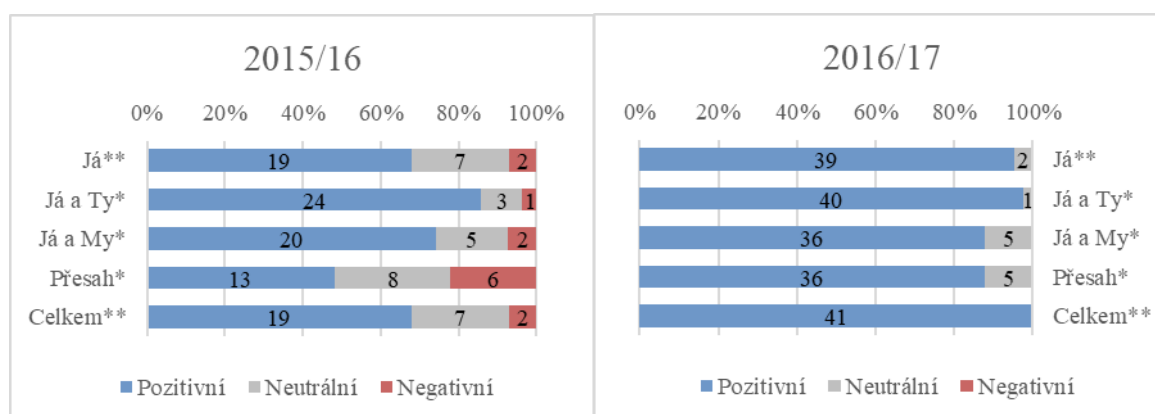 2015/16
0% 20% 40% 60% 80% 100%
Já** 19 7 2
Já a Ty* 24 3 1
Já a My* 20 5 2
Přesah* 13 8 6
Celkem** 19 7 2
Pozitivní Neutrální Negativní
2016/17
0% 20% 40% 60% 80% 100%
39 2 Já**
40 1 Já a Ty*
36 5 Já a My*
36 5 Přesah*
41 Celkem**
Pozitivní Neutrální Negativní